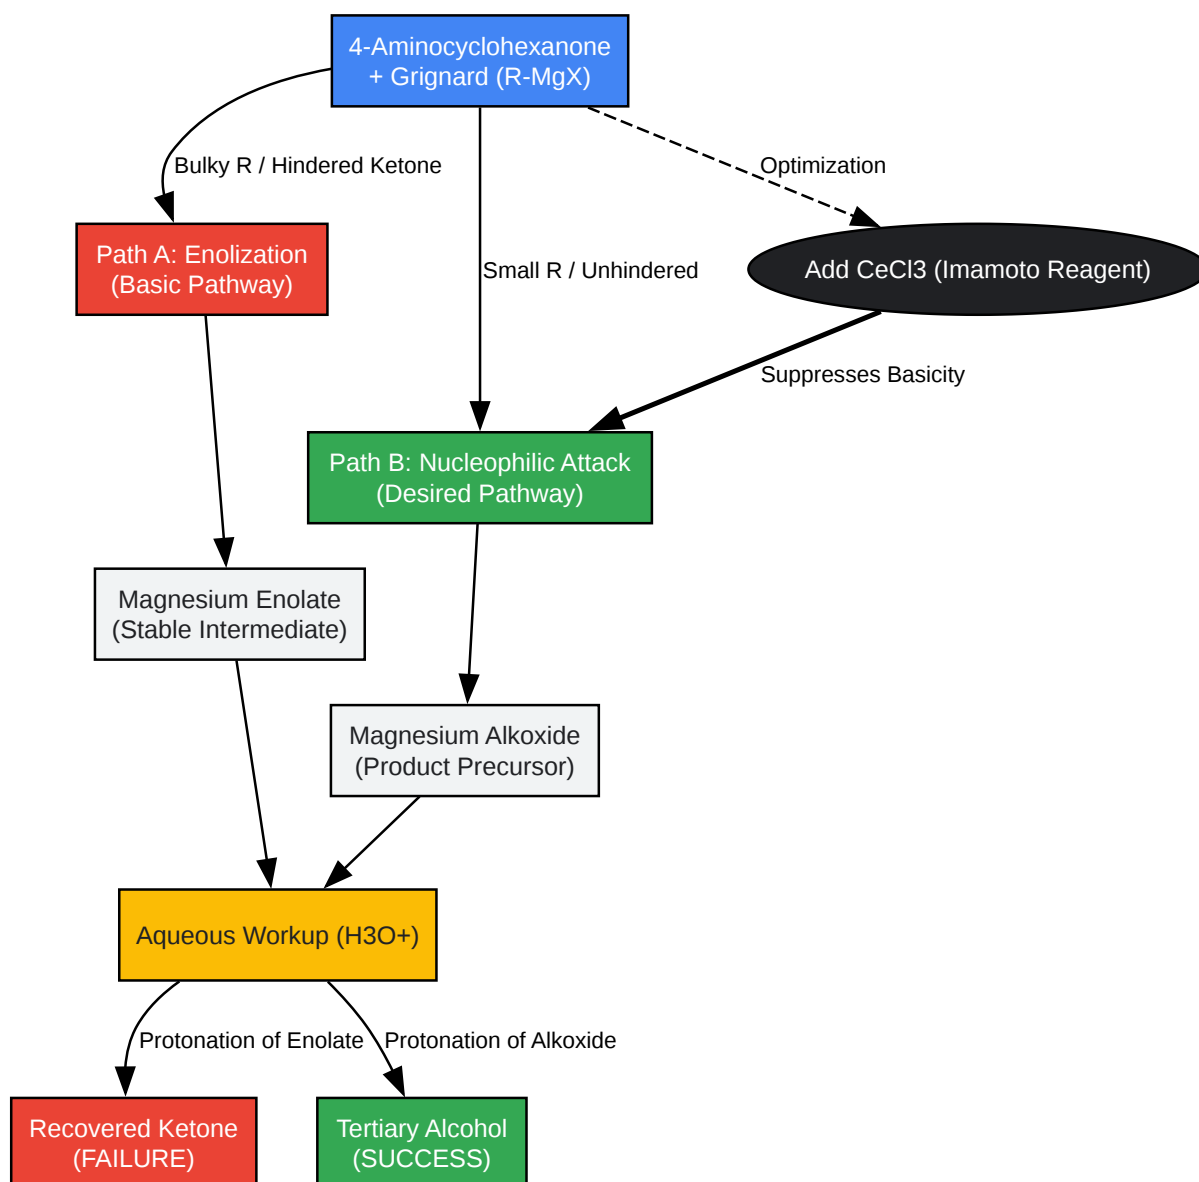 4-Aminocyclohexanone
+ Grignard (R-MgX)
Bulky R / Hindered Ketone
Optimization
Path A: Enolization
(Basic Pathway)
Small R / Unhindered
Add CeCl3 (Imamoto Reagent)
Suppresses Basicity
Path B: Nucleophilic Attack
(Desired Pathway)
Magnesium Enolate
(Stable Intermediate)
Magnesium Alkoxide
(Product Precursor)
Aqueous Workup (H3O+)
Protonation of Enolate
Protonation of Alkoxide
Recovered Ketone
(FAILURE)
Tertiary Alcohol
(SUCCESS)